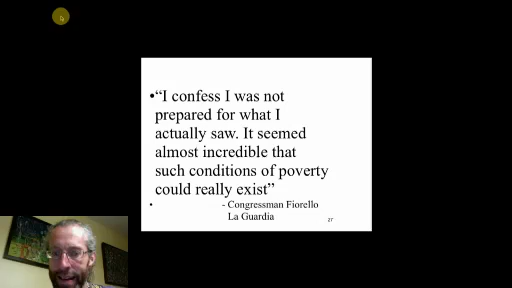 •“I confess I was not
prepared for what I
actually saw. It seemed
almost incredible that
such conditions of poverty
could really exist”
• - Congressman Fiorello
La Guardia
27